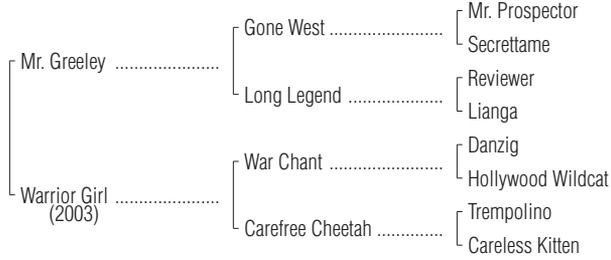 Mr. Prospector
Gone West ........................
Secrettame
Mr. Greeley ......................
Reviewer
Long Legend ....................
Lianga
Danzig
War Chant ........................
Hollywood Wildcat
Warrior Girl ......................
(2003)
Trempolino
Carefree Cheetah ..............
Careless Kitten